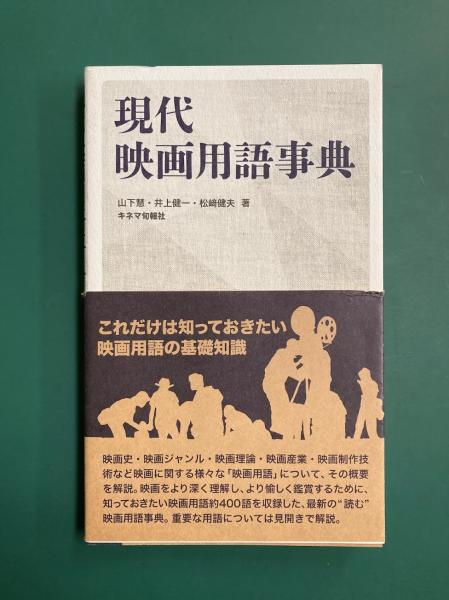 現代
映画用語事典
山下慧・井上健一・松﨑健夫 著
キネマ旬報社
これだけは知っておきたい
映画用語の基礎知識
映画史・映画ジャンル・映画理論・映画産業・映画制作技
術など映画に関する様々な「映画用語」について、その概要
を解説。映画をより深く理解し、より愉しく鑑賞するために、
知っておきたい映画用語約400語を収録した、最新の“読む”
映画用語事典。重要な用語については見開きで解説。